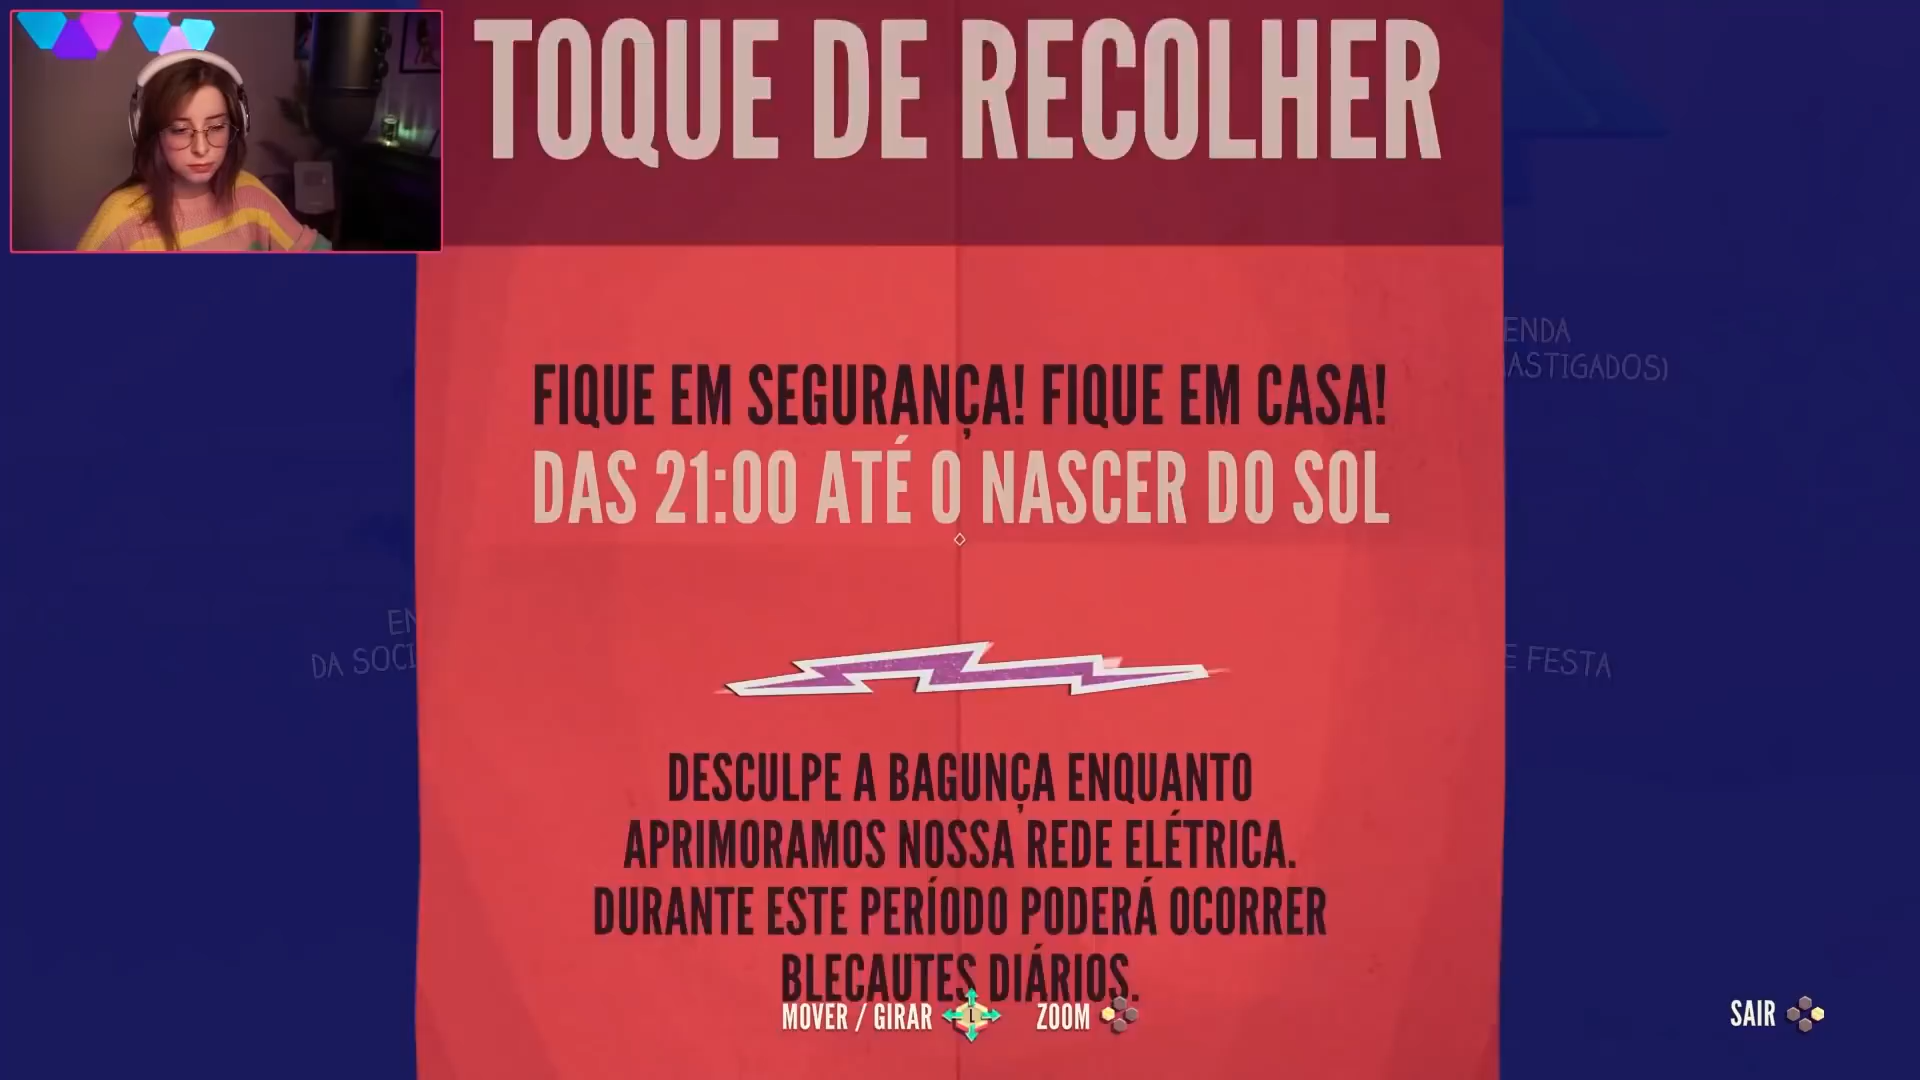 TOQUE DE RECOLHER
FIQUE EM SEGURANÇA! FIQUE EM CASA!
DAS 21:00 ATÉ O NASCER DO SOL
ENDA
ASTIGADOS)
EN
DA SOCI
E FESTA
DESCULPE A BAGUNÇA ENQUANTO
APRIMORAMOS NOSSA REDE ELÉTRICA.
DURANTE ESTE PERÍODO PODERÁ OCORRER
BLECAUTES DIÁRIOS.
MOVER / GIRAR L ZOOM
SAIR